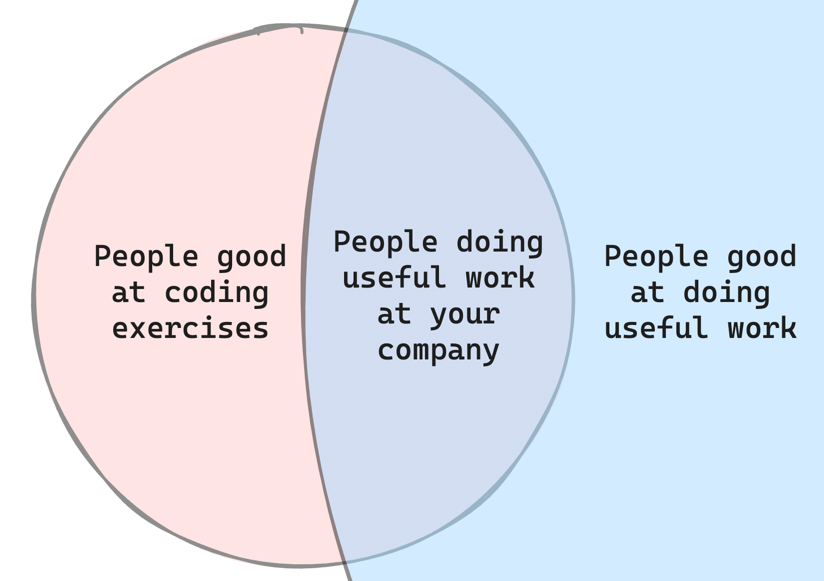 People good
at coding
exercises
People doing
useful work
at your
company
People good
at doing
useful work